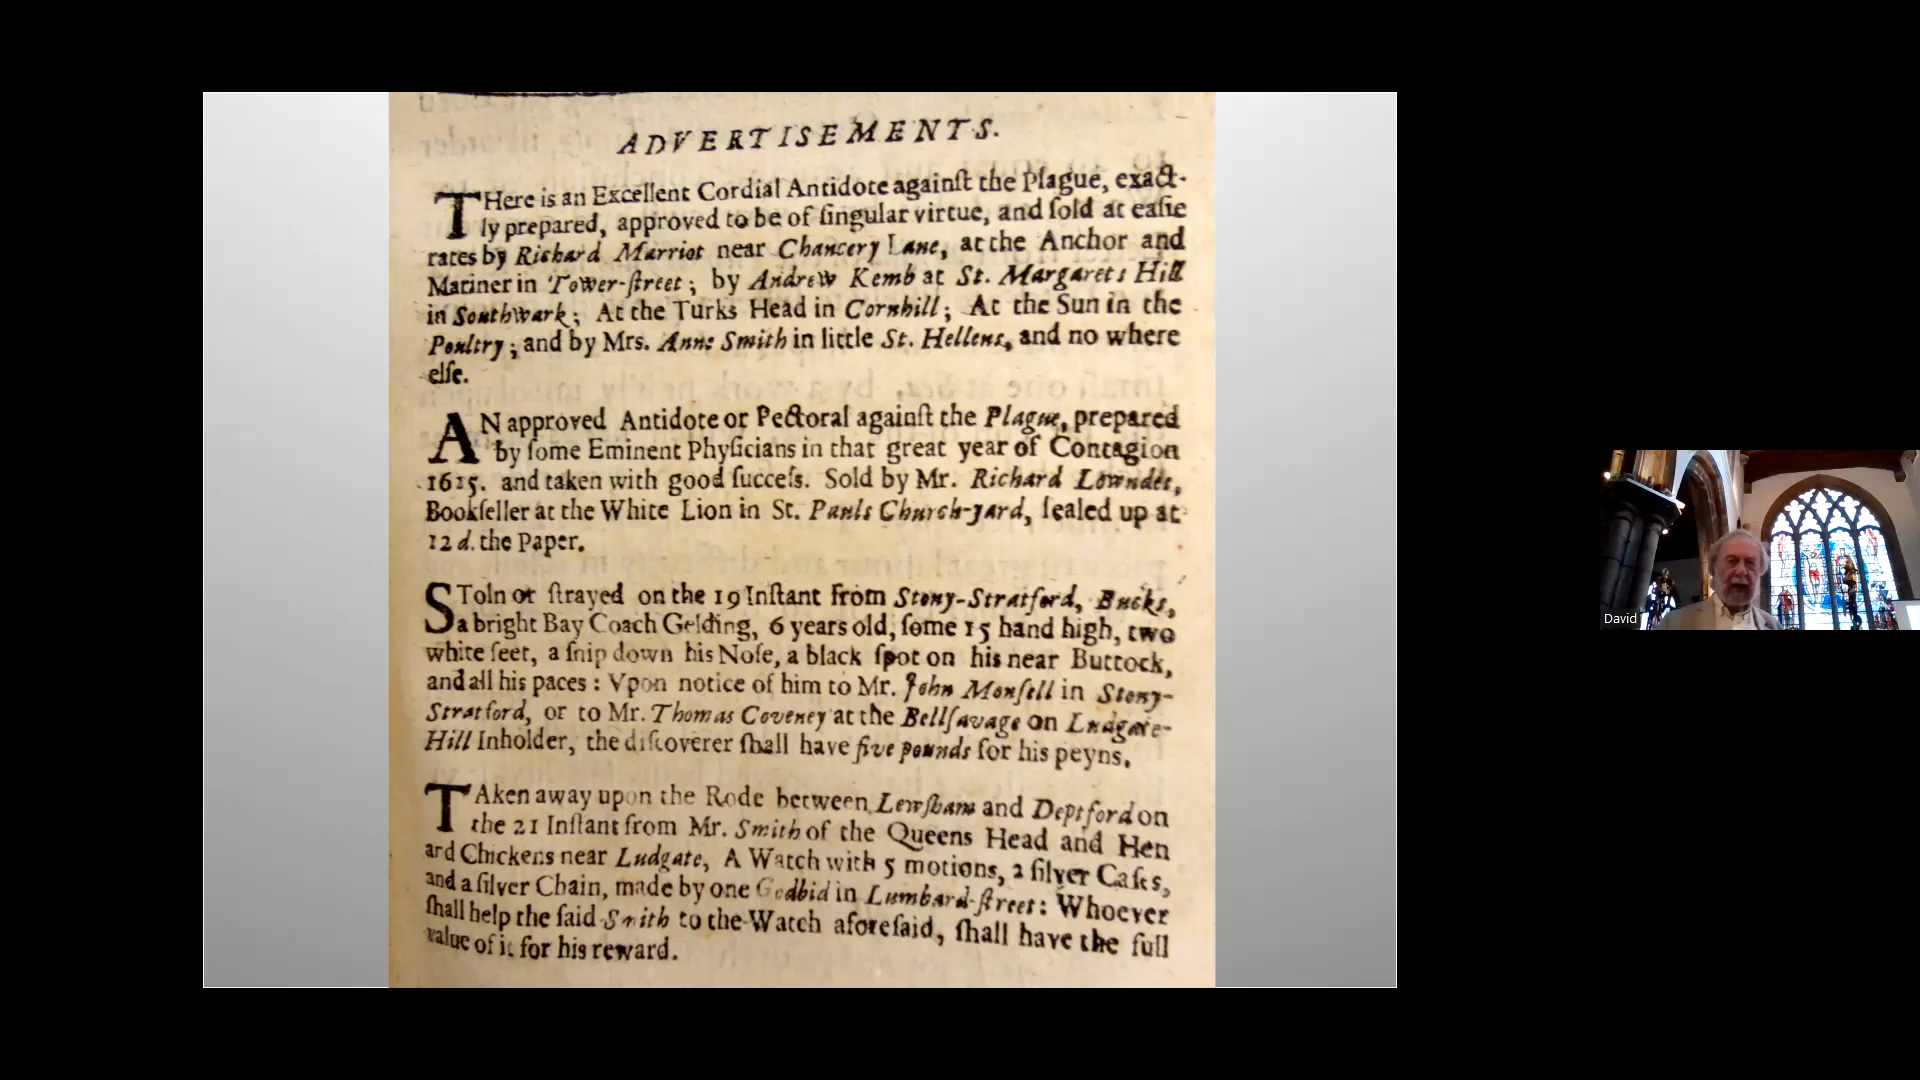 ADVERTISEMENTS.
THere is an Excellent Cordial Antidote againſt the Plague, exact-
ly prepared, approved to be of ſingular virtue, and ſold at eaſie
rates by Richard Marriot near Chancery Lane, at the Anchor and
Mariner in Tower-ſtreet; by Andrew Kemb at St. Margarets Hill
in Southwark; At the Turks Head in Cornhill; At the Sun in the
Poultry; and by Mrs. Anne Smith in little St. Hellens, and no where
elſe.
AN approved Antidote or Pectoral againſt the Plague, prepared
by ſome Eminent Phyſicians in that great year of Contagion
1625. and taken with good ſucceſs. Sold by Mr. Richard Lowndes,
Bookſeller at the White Lion in St. Pauls Church-yard, ſealed up at
12 d. the Paper.
SToln or ſtrayed on the 19 Inſtant from Stony-Stratford, Bucks,
a bright Bay Coach Gelding, 6 years old, ſome 15 hand high, two
white feet, a ſnip down his Noſe, a black ſpot on his near Buttock,
and all his paces: Vpon notice of him to Mr. John Monſell in Stony-
Stratford, or to Mr. Thomas Coveney at the Bellſavage on Ludgate-
Hill Inholder, the diſcoverer ſhall have five pounds for his peyns.
TAken away upon the Rode between Lewſham and Deptford on
the 21 Inſtant from Mr. Smith of the Queens Head and Hen
ard Chickens near Ludgate, A Watch with 5 motions, 2 ſilver Caſes,
and a ſilver Chain, made by one Godbid in Lumbard-ſtreet: Whoever
ſhall help the ſaid Smith to the Watch aforeſaid, ſhall have the full
value of it for his reward.
David